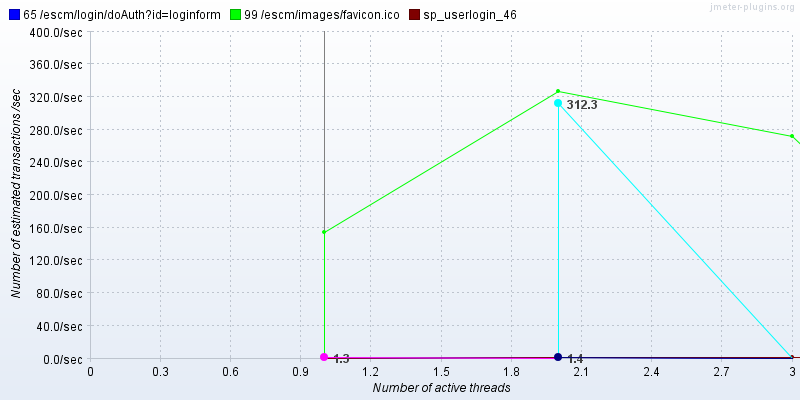 jmeter-plugins.org
65 /escm/login/doAuth?id=loginform 99 /escm/images/favicon.ico sp_userlogin_46
400.0/sec
360.0/sec
320.0/sec
312.3
280.0/sec
240.0/sec
200.0/sec
160.0/sec
120.0/sec
80.0/sec
40.0/sec
0.0/sec
1.3
1.4
Number of estimated transactions /sec
0 0.3 0.6 0.9 1.2 1.5 1.8 2.1 2.4 2.7 3
Number of active threads